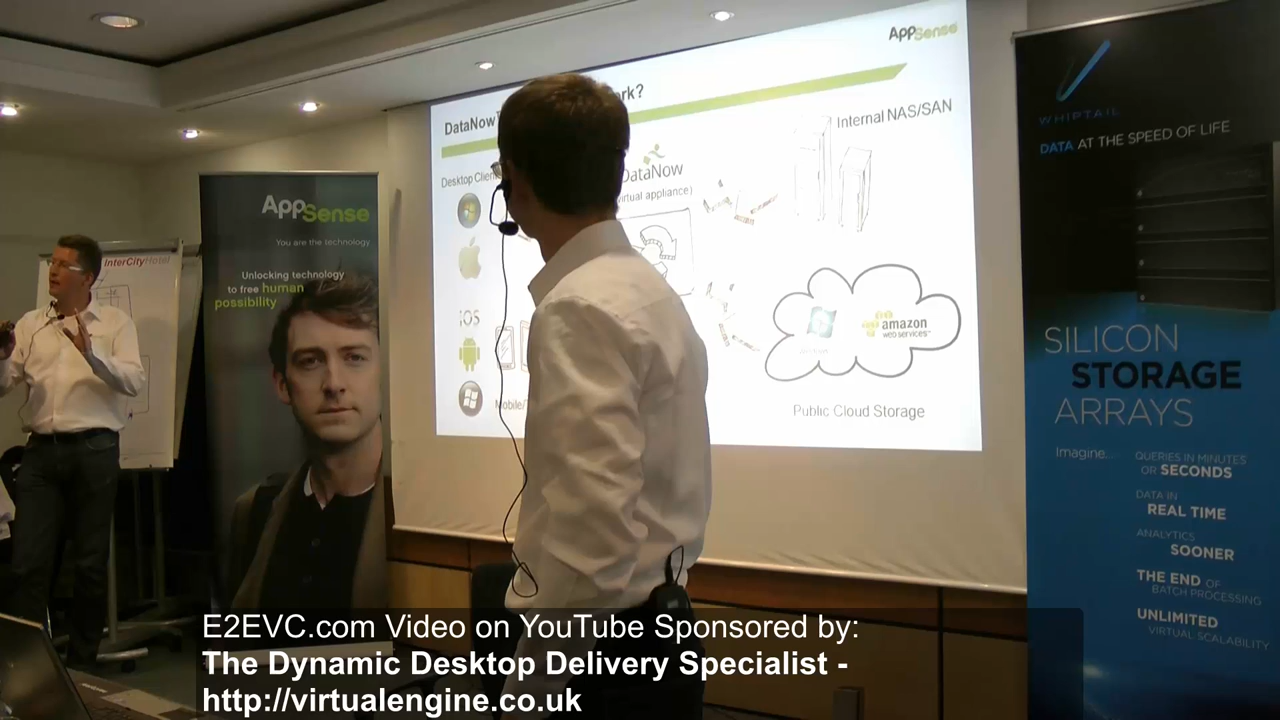 AppSense
DataNow
ork?
Desktop Clien
DataNow
virtual appliance)
Internal NAS/SAN
iOS
Mobile/
amazon
web services™
Public Cloud Storage
InterCityHotel
AppSense
You are the technology
Unlocking technology
to free human
possibility
WHIPTAIL
DATA AT THE SPEED OF LIFE
SILICON
STORAGE
ARRAYS
Imagine...
QUERIES IN MINUTES
OR SECONDS
DATA IN
REAL TIME
ANALYTICS
SOONER
THE END OF
BATCH PROCESSING
UNLIMITED
VIRTUAL SCALABILITY
E2EVC.com Video on YouTube Sponsored by:
The Dynamic Desktop Delivery Specialist -
http://virtualengine.co.uk